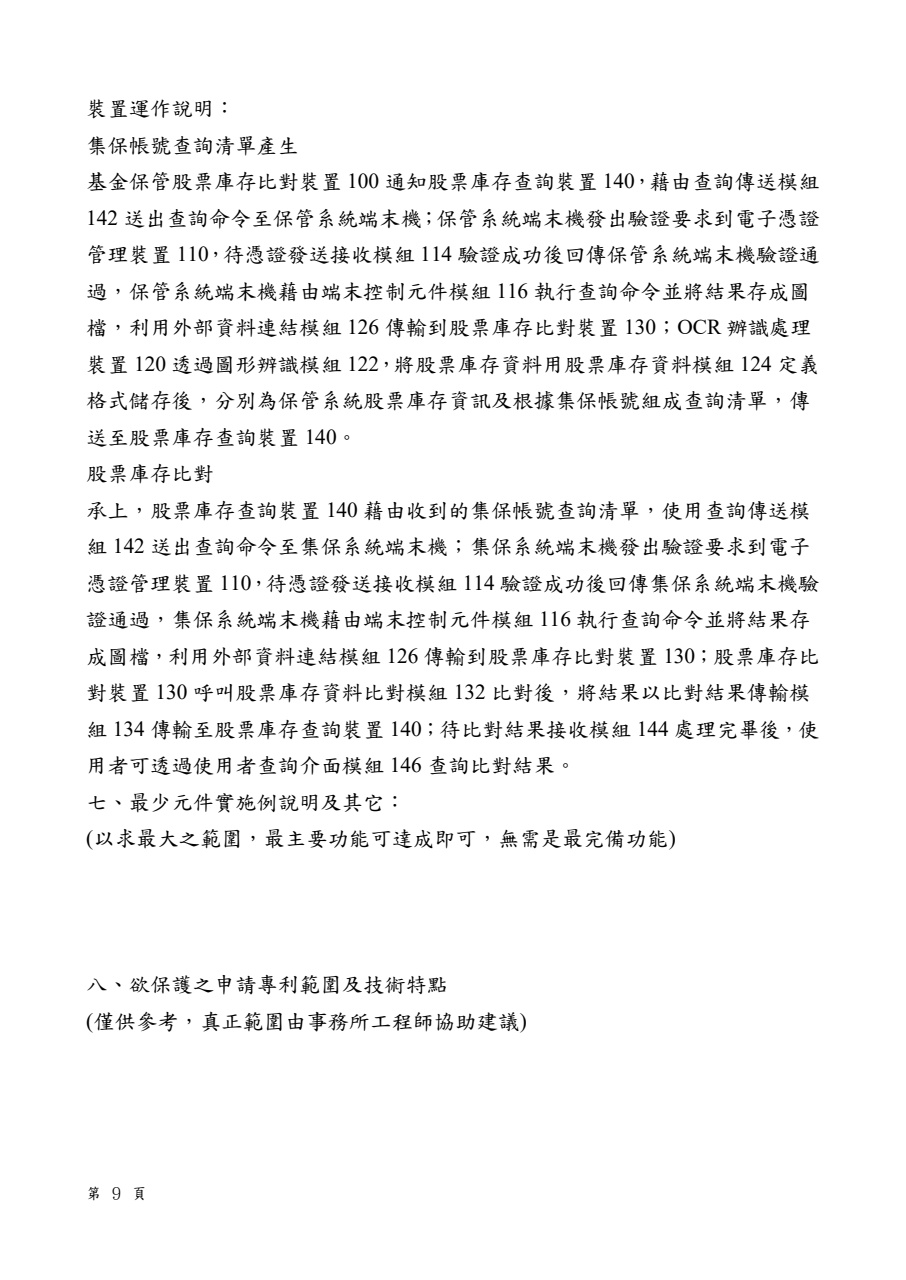 裝置運作說明：
集保帳號查詢清單產生
基金保管股票庫存比對裝置 100 通知股票庫存查詢裝置 140，藉由查詢傳送模組
142 送出查詢命令至保管系統端末機；保管系統端末機發出驗證要求到電子憑證
管理裝置 110，待憑證發送接收模組 114 驗證成功後回傳保管系統端末機驗證通
過，保管系統端末機藉由端末控制元件模組 116 執行查詢命令並將結果存成圖
檔，利用外部資料連結模組 126 傳輸到股票庫存比對裝置 130；OCR 辨識處理
裝置 120 透過圖形辨識模組 122，將股票庫存資料用股票庫存資料模組 124 定義
格式儲存後，分別為保管系統股票庫存資訊及根據集保帳號組成查詢清單，傳
送至股票庫存查詢裝置 140。
股票庫存比對
承上，股票庫存查詢裝置 140 藉由收到的集保帳號查詢清單，使用查詢傳送模
組 142 送出查詢命令至集保系統端末機；集保系統端末機發出驗證要求到電子
憑證管理裝置 110，待憑證發送接收模組 114 驗證成功後回傳集保系統端末機驗
證通過，集保系統端末機藉由端末控制元件模組 116 執行查詢命令並將結果存
成圖檔，利用外部資料連結模組 126 傳輸到股票庫存比對裝置 130；股票庫存比
對裝置 130 呼叫股票庫存資料比對模組 132 比對後，將結果以比對結果傳輸模
組 134 傳輸至股票庫存查詢裝置 140；待比對結果接收模組 144 處理完畢後，使
用者可透過使用者查詢介面模組 146 查詢比對結果。
七、最少元件實施例說明及其它：
(以求最大之範圍，最主要功能可達成即可，無需是最完備功能)
八、欲保護之申請專利範圍及技術特點
(僅供參考，真正範圍由事務所工程師協助建議)
第 9 頁